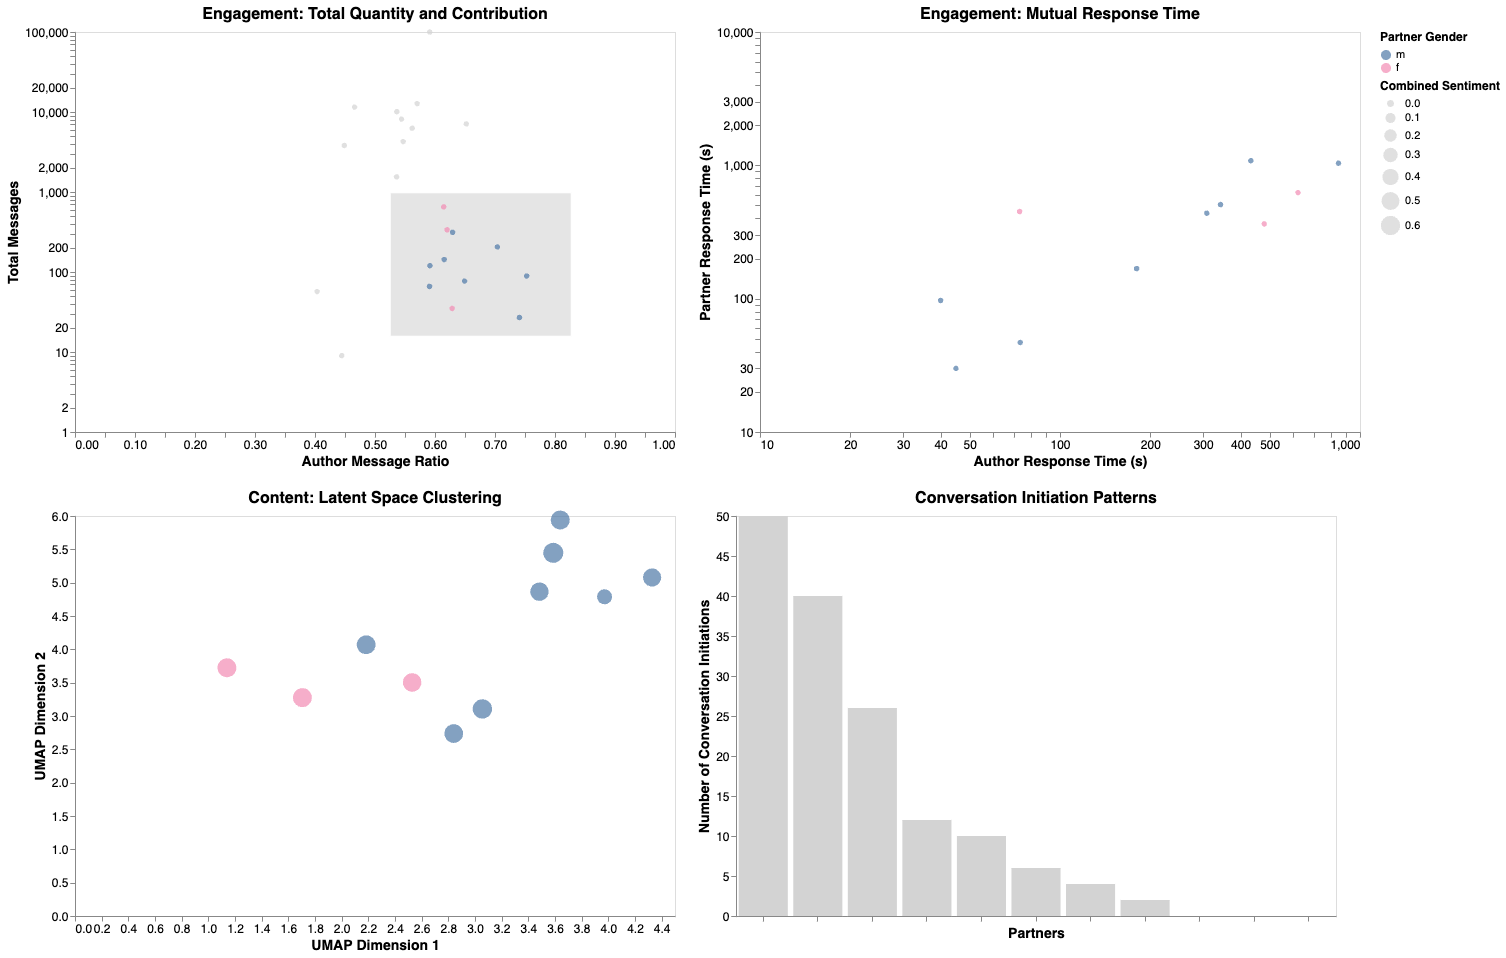 Engagement: Total Quantity and Contribution
100,000
20,000
10,000
2,000
1,000
200
100
20
10
2
1
Total Messages
0.00 0.10 0.20 0.30 0.40 0.50 0.60 0.70 0.80 0.90 1.00
Author Message Ratio
Engagement: Mutual Response Time
10,000
3,000
2,000
1,000
300
200
100
30
20
10
Partner Response Time (s)
10 20 30 40 50 100 200 300 400 500 1,000
Author Response Time (s)
Partner Gender
m
f
Combined Sentiment
0.0
0.1
0.2
0.3
0.4
0.5
0.6
Content: Latent Space Clustering
6.0
5.5
5.0
4.5
4.0
3.5
3.0
2.5
2.0
1.5
1.0
0.5
0.0
UMAP Dimension 2
0.0 0.2 0.4 0.6 0.8 1.0 1.2 1.4 1.6 1.8 2.0 2.2 2.4 2.6 2.8 3.0 3.2 3.4 3.6 3.8 4.0 4.2 4.4
UMAP Dimension 1
Conversation Initiation Patterns
50
45
40
35
30
25
20
15
10
5
0
Number of Conversation Initiations
Partners